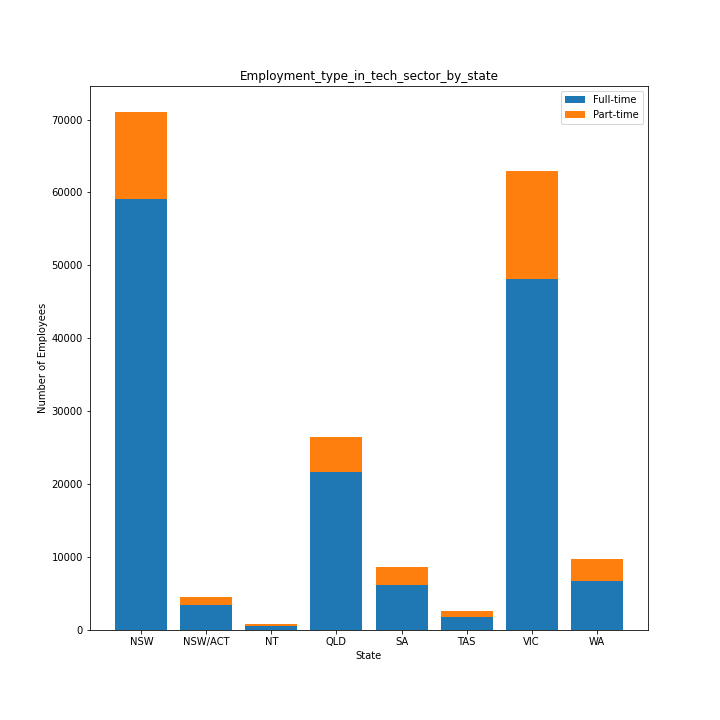 Employment_type_in_tech_sector_by_state
Full-time
Part-time
Number of Employees
70000
60000
50000
40000
30000
20000
10000
0
NSW NSW/ACT NT QLD SA TAS VIC WA
State